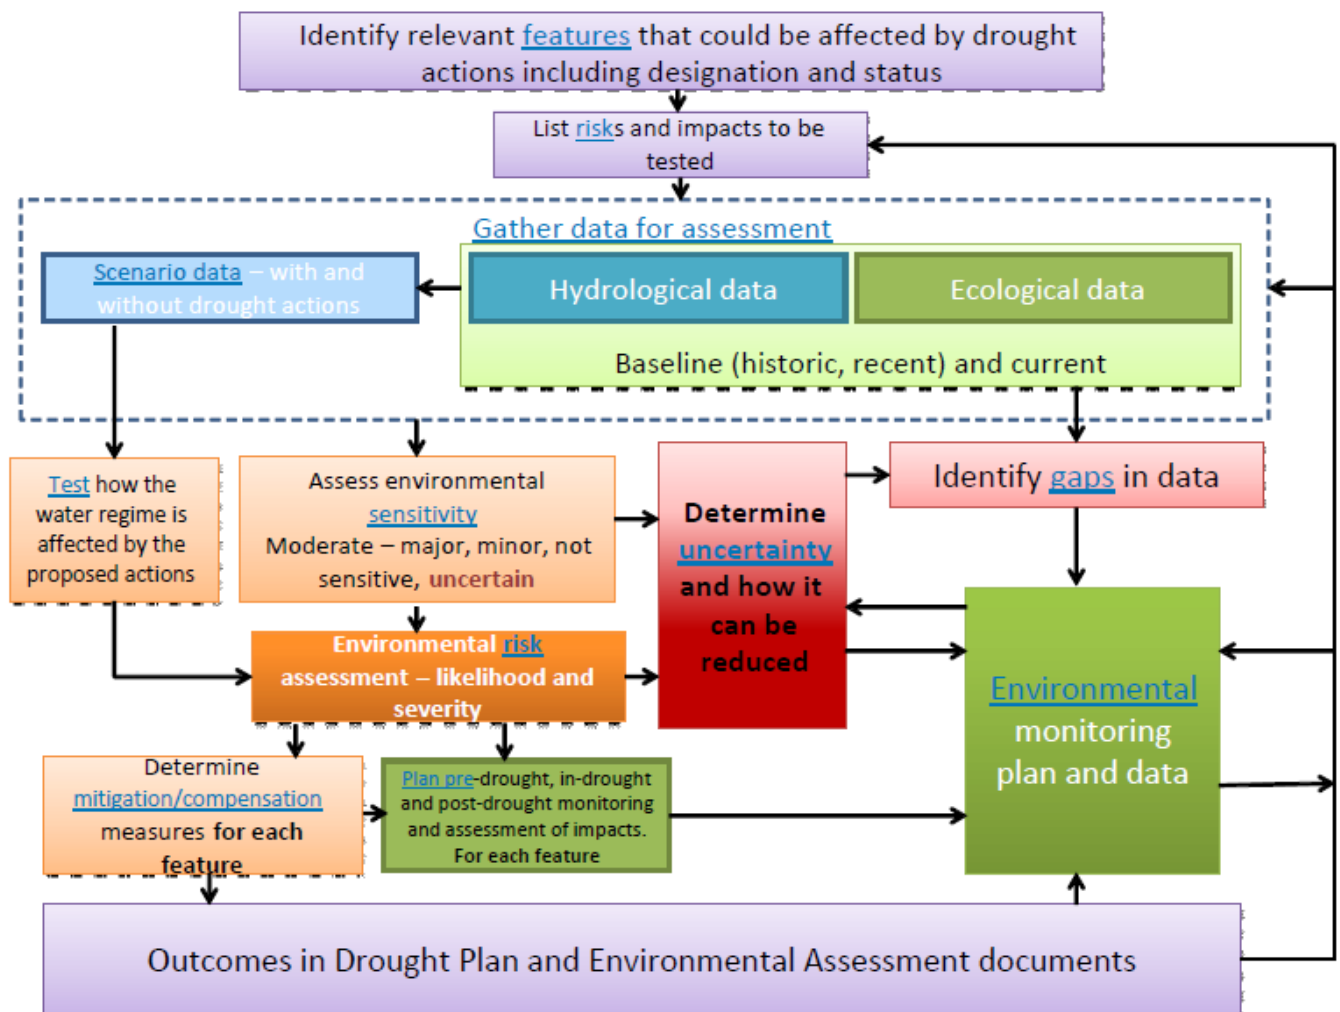 Identify relevant features that could be affected by drought
actions including designation and status
List risks and impacts to be
tested
Gather data for assessment
Scenario data – with and
without drought actions
Hydrological data
Ecological data
Baseline (historic, recent) and current
Test how the
water regime is
affected by the
proposed actions
Assess environmental
sensitivity
Moderate – major, minor, not
sensitive, uncertain
Determine
uncertainty
and how it
can be
reduced
Identify gaps in data
Environmental risk
assessment – likelihood and
severity
Environmental
monitoring
plan and data
Determine
mitigation/compensation
measures for each
feature
Plan pre-drought, in-drought
and post-drought monitoring
and assessment of impacts.
For each feature
Outcomes in Drought Plan and Environmental Assessment documents